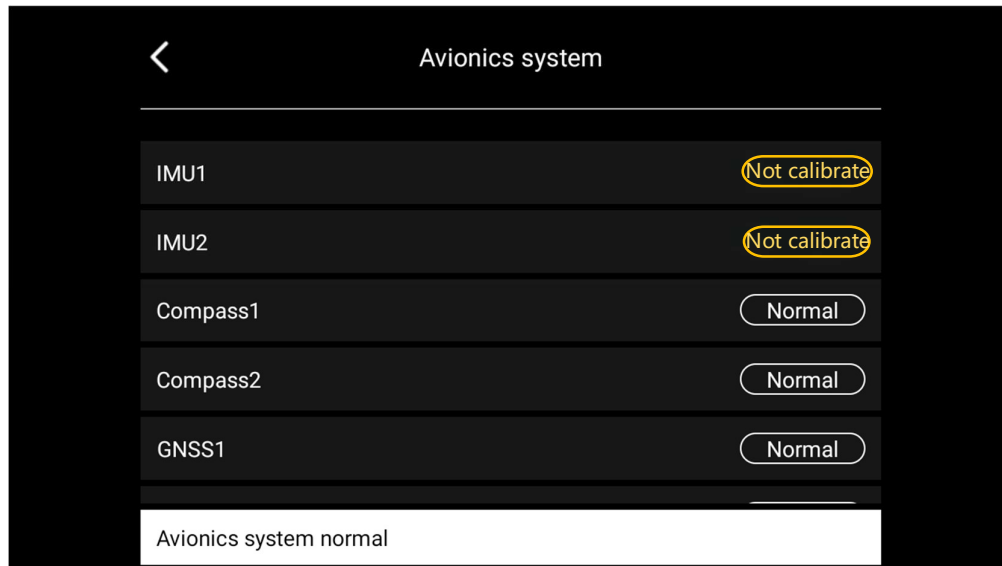 Avionics system
IMU1 Not calibrate
IMU2 Not calibrate
Compass1 Normal
Compass2 Normal
GNSS1 Normal
Avionics system normal